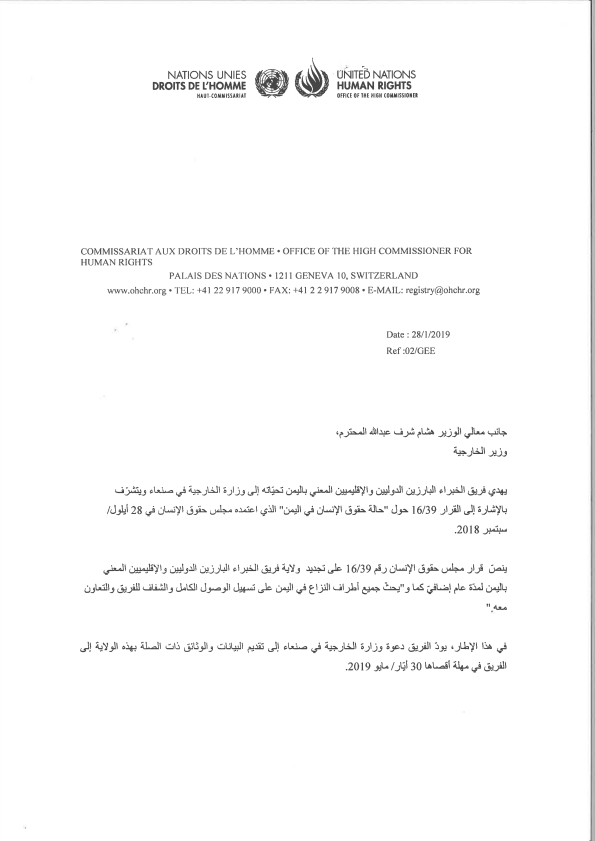 NATIONS UNIES
DROITS DE L'HOMME
HAUT-COMMISSARIAT
UNITED NATIONS
HUMAN RIGHTS
OFFICE OF THE HIGH COMMISSIONER
COMMISSARIAT AUX DROITS DE L'HOMME • OFFICE OF THE HIGH COMMISSIONER FOR
HUMAN RIGHTS
PALAIS DES NATIONS • 1211 GENEVA 10, SWITZERLAND
www.ohchr.org • TEL: +41 22 917 9000 • FAX: +41 2 2 917 9008 • E-MAIL: registry@ohchr.org
Date : 28/1/2019
Ref :02/GEE
جانب معالي الوزير هشام شرف عبدالله المحترم،
وزير الخارجية
يهدي فريق الخبراء البارزين الدوليين والإقليميين المعني باليمن تحيّاته إلى وزارة الخارجية في صنعاء ويتشرّف
بالإشارة إلى القرار 16/39 حول "حالة حقوق الإنسان في اليمن" الذي اعتمده مجلس حقوق الإنسان في 28 أيلول/
سبتمبر 2018.
ينصّ قرار مجلس حقوق الإنسان رقم 16/39 على تجديد ولاية فريق الخبراء البارزين الدوليين والإقليميين المعني
باليمن لمدّة عام إضافيّ كما و"يحثّ جميع أطراف النزاع في اليمن على تسهيل الوصول الكامل والشفاف للفريق والتعاون
معه."
في هذا الإطار، يودّ الفريق دعوة وزارة الخارجية في صنعاء إلى تقديم البيانات والوثائق ذات الصلة بهذه الولاية إلى
الفريق في مهلة أقصاها 30 أيّار/ مايو 2019.